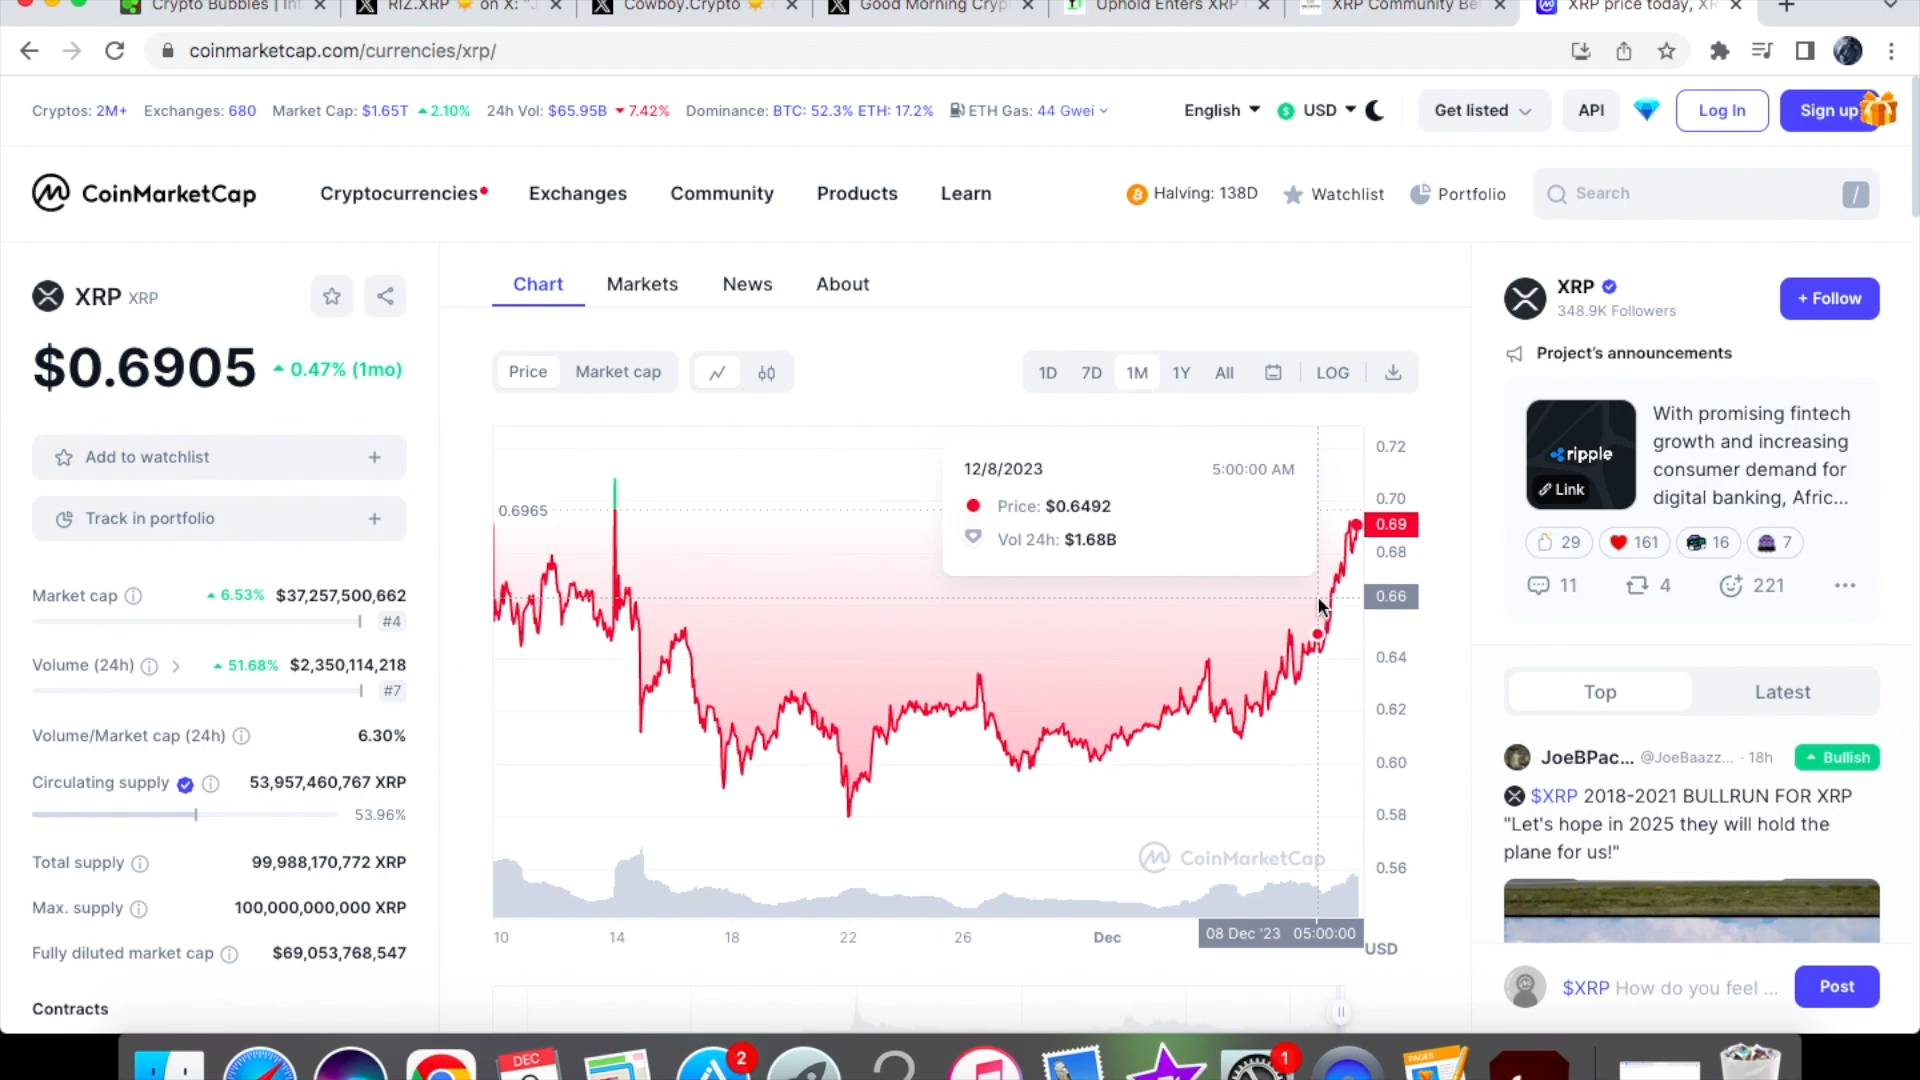 Crypto Bubbles | Int
RIZ.XRP on X: "J
Cowboy.Crypto
Good Morning Cryp
Uphold Enters XRP
XRP Community Be
XRP price today, XR
coinmarketcap.com/currencies/xrp/
Cryptos: 2M+ Exchanges: 680 Market Cap: $1.65T 2.10% 24h Vol: $65.95B 7.42% Dominance: BTC: 52.3% ETH: 17.2% ETH Gas: 44 Gwei
English USD Get listed API Log In Sign up
CoinMarketCap
Cryptocurrencies Exchanges Community Products Learn
Halving: 138D Watchlist Portfolio Search /
XRP XRP
$0.6905 0.47% (1mo)
Add to watchlist +
Track in portfolio +
Market cap 6.53% $37,257,500,662
#4
Volume (24h) 51.68% $2,350,114,218
#7
Volume/Market cap (24h) 6.30%
Circulating supply 53,957,460,767 XRP
53.96%
Total supply 99,988,170,772 XRP
Max. supply 100,000,000,000 XRP
Fully diluted market cap $69,053,768,547
Contracts
Chart Markets News About
Price Market cap
1D 7D 1M 1Y All LOG
12/8/2023 5:00:00 AM
Price: $0.6492
Vol 24h: $1.68B
0.6965
0.72
0.70
0.69
0.68
0.66
0.64
0.62
0.60
0.58
0.56
CoinMarketCap
10 14 18 22 26 Dec 08 Dec '23 05:00:00
USD
XRP
348.9K Followers
+ Follow
Project's announcements
ripple
Link
With promising fintech
growth and increasing
consumer demand for
digital banking, Afric...
29 161 16 7
11 4 221
Top Latest
JoeBPac... @JoeBaazz... · 18h Bullish
$XRP 2018-2021 BULLRUN FOR XRP
"Let's hope in 2025 they will hold the
plane for us!"
$XRP How do you feel ... Post
DEC
2
1
PAGES